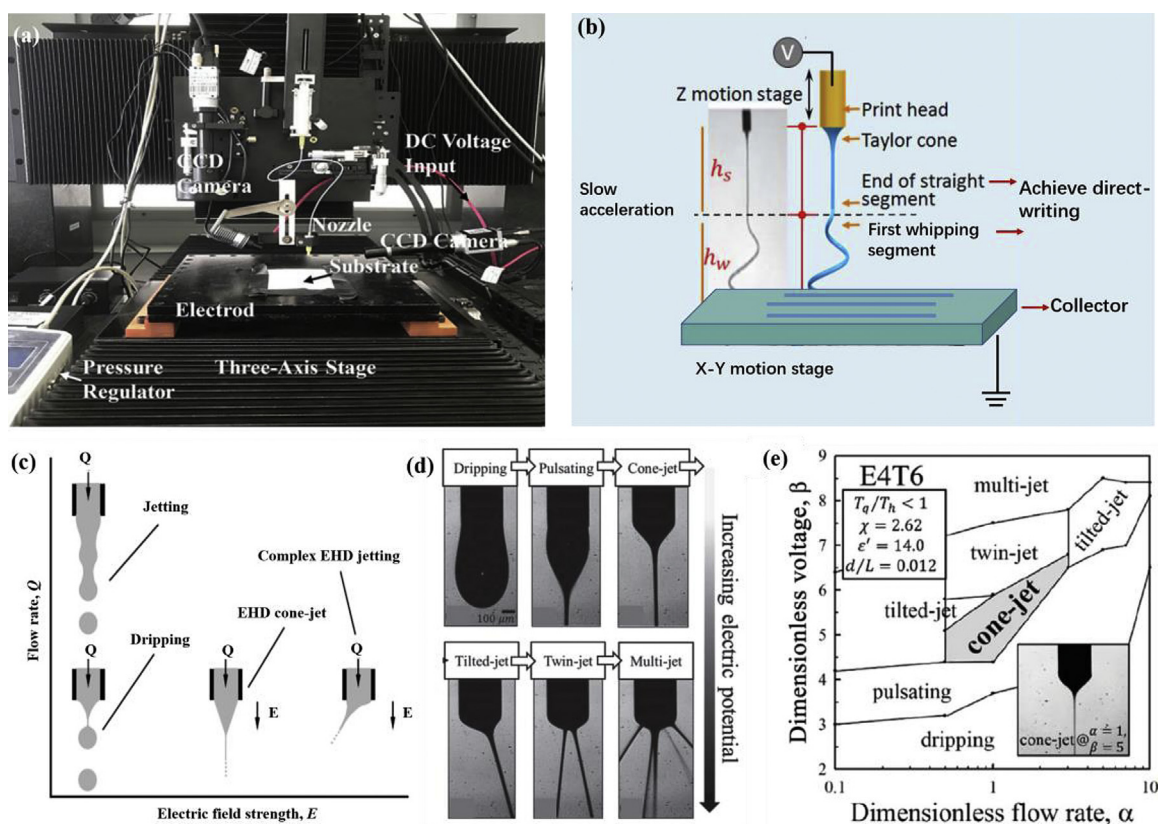 (a)
CCD
Camera
DC Voltage
Input
Nozzle
CCD Camera
Substrate
Electrod
Three-Axis Stage
Pressure
Regulator
(b)
V
Z motion stage
Print head
Taylor cone
hs
End of straight
segment
Achieve direct-
writing
Slow
acceleration
First whipping
segment
hw
Collector
X-Y motion stage
(c)
Flow rate, Q
Q
Jetting
Complex EHD jetting
EHD cone-jet
Dripping
Q
Q
Q
E
E
Electric field strength, E
(d)
Dripping
Pulsating
Cone-jet
100 μm
Tilted-jet
Twin-jet
Multi-jet
Increasing electric potential
(e)
Dimensionless voltage, β
9
8
7
6
5
4
3
2
E4T6
Tq/Th < 1
χ = 2.62
ε′ = 14.0
d/L = 0.012
multi-jet
twin-jet
tilted-jet
tilted-jet
cone-jet
pulsating
dripping
cone-jet@α ≐ 1,
β = 5
0.1
1
10
Dimensionless flow rate, α